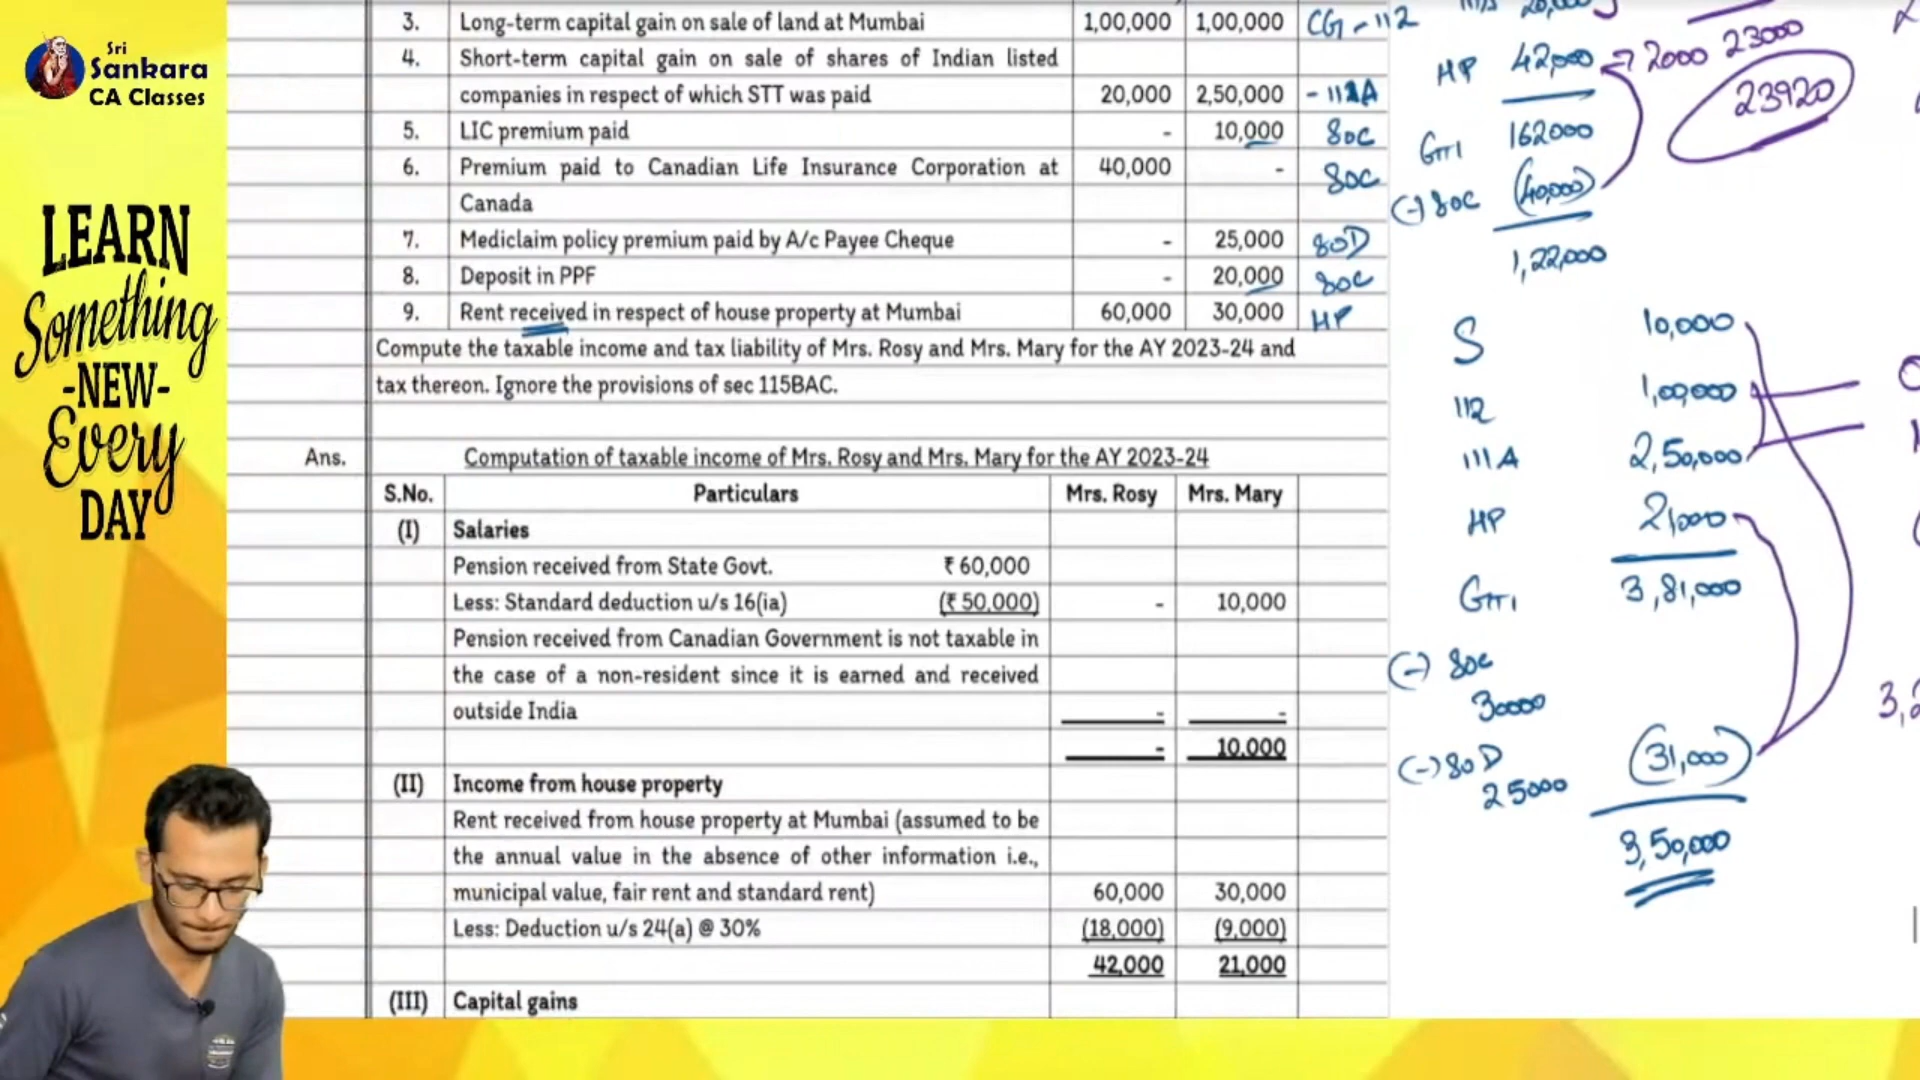 Sri
Sankara
CA Classes
LEARN
Something
-NEW-
Every
DAY
3. Long-term capital gain on sale of land at Mumbai 1,00,000 1,00,000 CG - 112
4. Short-term capital gain on sale of shares of Indian listed
companies in respect of which STT was paid 20,000 2,50,000 - 111A
5. LIC premium paid - 10,000 80C
6. Premium paid to Canadian Life Insurance Corporation at 40,000 - 80C
Canada
7. Mediclaim policy premium paid by A/c Payee Cheque - 25,000 80D
8. Deposit in PPF - 20,000 80C
9. Rent received in respect of house property at Mumbai 60,000 30,000 HP
Compute the taxable income and tax liability of Mrs. Rosy and Mrs. Mary for the AY 2023-24 and
tax thereon. Ignore the provisions of sec 115BAC.
Ans. Computation of taxable income of Mrs. Rosy and Mrs. Mary for the AY 2023-24
S.No. Particulars Mrs. Rosy Mrs. Mary
(I) Salaries
Pension received from State Govt. ₹ 60,000
Less: Standard deduction u/s 16(ia) (₹ 50,000) - 10,000
Pension received from Canadian Government is not taxable in
the case of a non-resident since it is earned and received
outside India - -
- 10,000
(II) Income from house property
Rent received from house property at Mumbai (assumed to be
the annual value in the absence of other information i.e.,
municipal value, fair rent and standard rent) 60,000 30,000
Less: Deduction u/s 24(a) @ 30% (18,000) (9,000)
42,000 21,000
(III) Capital gains
HP 42,000 2000 23000
23920
GTI 162000
(-) 80C (40,000)
1,22,000
S 10,000
112 1,00,000
111A 2,50,000
HP 21,000
GTI 3,81,000
(-) 80C
30000
(-) 80D (31,000)
25000
3,50,000